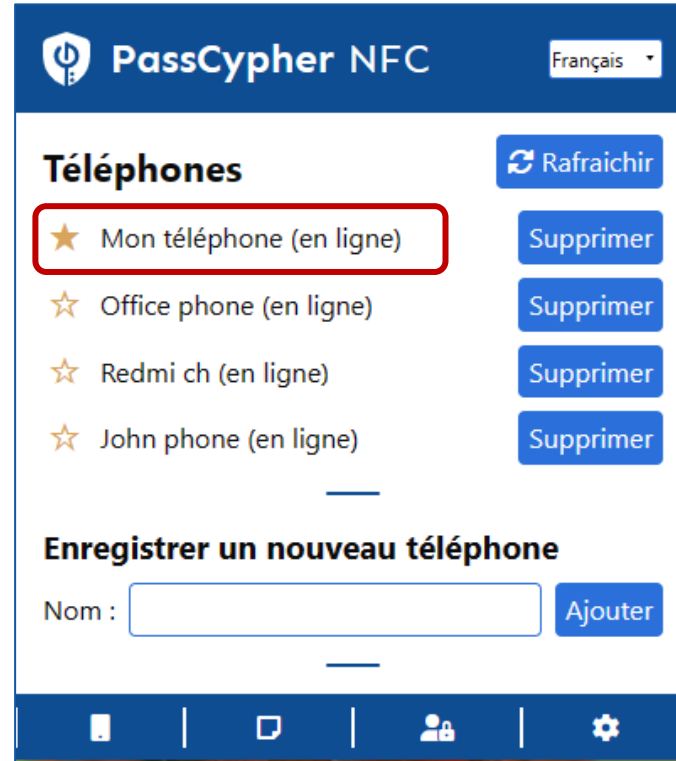 PassCypher NFC
Français
Téléphones
Rafraichir
Mon téléphone (en ligne)
Supprimer
Office phone (en ligne)
Supprimer
Redmi ch (en ligne)
Supprimer
John phone (en ligne)
Supprimer
Enregistrer un nouveau téléphone
Nom :
Ajouter